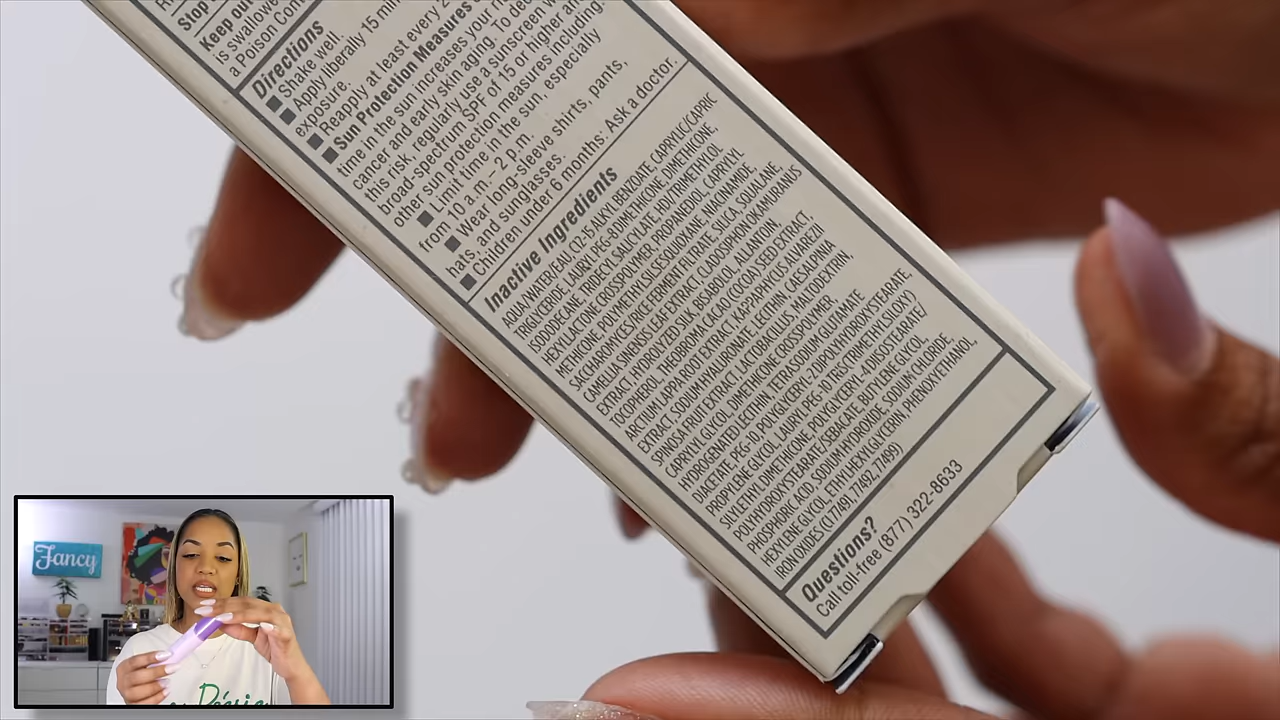 Stop
Keep out
is swallowed
a Poison Con
Directions
■ Shake well.
■ Apply liberally 15 min
exposure.
■ Reapply at least every 2
■ Sun Protection Measures
time in the sun increases your
cancer and early skin aging. To de
this risk, regularly use a sunscreen
broad-spectrum SPF of 15 or higher and
other sun protection measures including:
■ Limit time in the sun, especially
from 10 a.m. – 2 p.m.
■ Wear long-sleeve shirts, pants,
hats, and sunglasses.
■ Children under 6 months: Ask a doctor.
Inactive Ingredients
AQUA/WATER/EAU, C12-15 ALKYL BENZOATE, CAPRYLIC/CAPRIC
TRIGLYCERIDE, LAURYL PEG-8 DIMETHICONE, DIMETHICONE,
ISODODECANE, TRIDECYL SALICYLATE, ADI/TRIMETHYLOL
HEXYLLACTONE CROSSPOLYMER, PROPANEDIOL, CAPRYLYL
METHICONE, POLYMETHYLSILSESQUIOXANE, NIACINAMIDE,
SACCHAROMYCES/RICE FERMENT FILTRATE, SILICA, SQUALANE,
CAMELLIA SINENSIS LEAF EXTRACT, CLADOSIPHON OKAMURANUS
EXTRACT, HYDROLYZED SILK, BISABOLOL, ALLANTOIN,
TOCOPHEROL, THEOBROMA CACAO (COCOA) SEED EXTRACT,
ARCTIUM LAPPA ROOT EXTRACT, KAPPAPHYCUS ALVAREZII
EXTRACT, SODIUM HYALURONATE, LECITHIN, CAESALPINIA
SPINOSA FRUIT EXTRACT, LACTOBACILLUS, MALTODEXTRIN,
CAPRYLYL GLYCOL, DIMETHICONE CROSSPOLYMER,
HYDROGENATED LECITHIN, TETRASODIUM GLUTAMATE
DIACETATE, PEG-10, POLYGLYCERYL-2 DIPOLYHYDROXYSTEARATE,
PROPYLENE GLYCOL, LAURYL PEG-10 TRIS(TRIMETHYLSILOXY)
SILYLETHYL DIMETHICONE, POLYGLYCERYL-4 DIISOSTEARATE/
POLYHYDROXYSTEARATE/SEBACATE, BUTYLENE GLYCOL,
PHOSPHORIC ACID, SODIUM HYDROXIDE, SODIUM CHLORIDE,
HEXYLENE GLYCOL, ETHYLHEXYLGLYCERIN, PHENOXYETHANOL,
IRON OXIDES (CI 77491, 77492, 77499)
Questions?
Call toll-free (877) 322-8633
Fancy